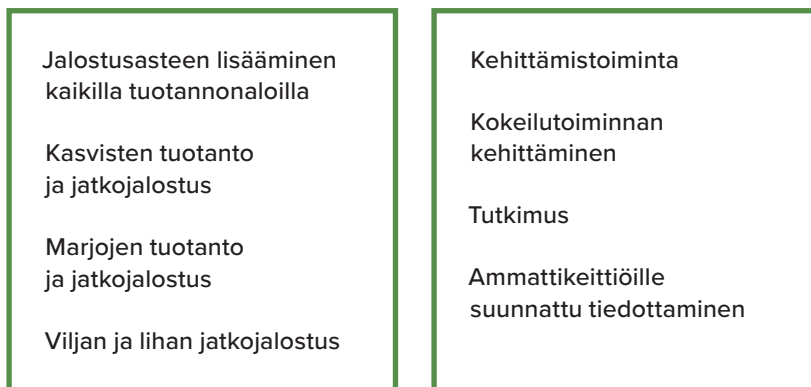 Jalostusasteen lisääminen
kaikilla tuotannonaloilla
Kasvisten tuotanto
ja jatkojalostus
Marjojen tuotanto
ja jatkojalostus
Viljan ja lihan jatkojalostus
Kehittämistoiminta
Kokeilutoiminnan
kehittäminen
Tutkimus
Ammattikeittiöille
suunnattu tiedottaminen